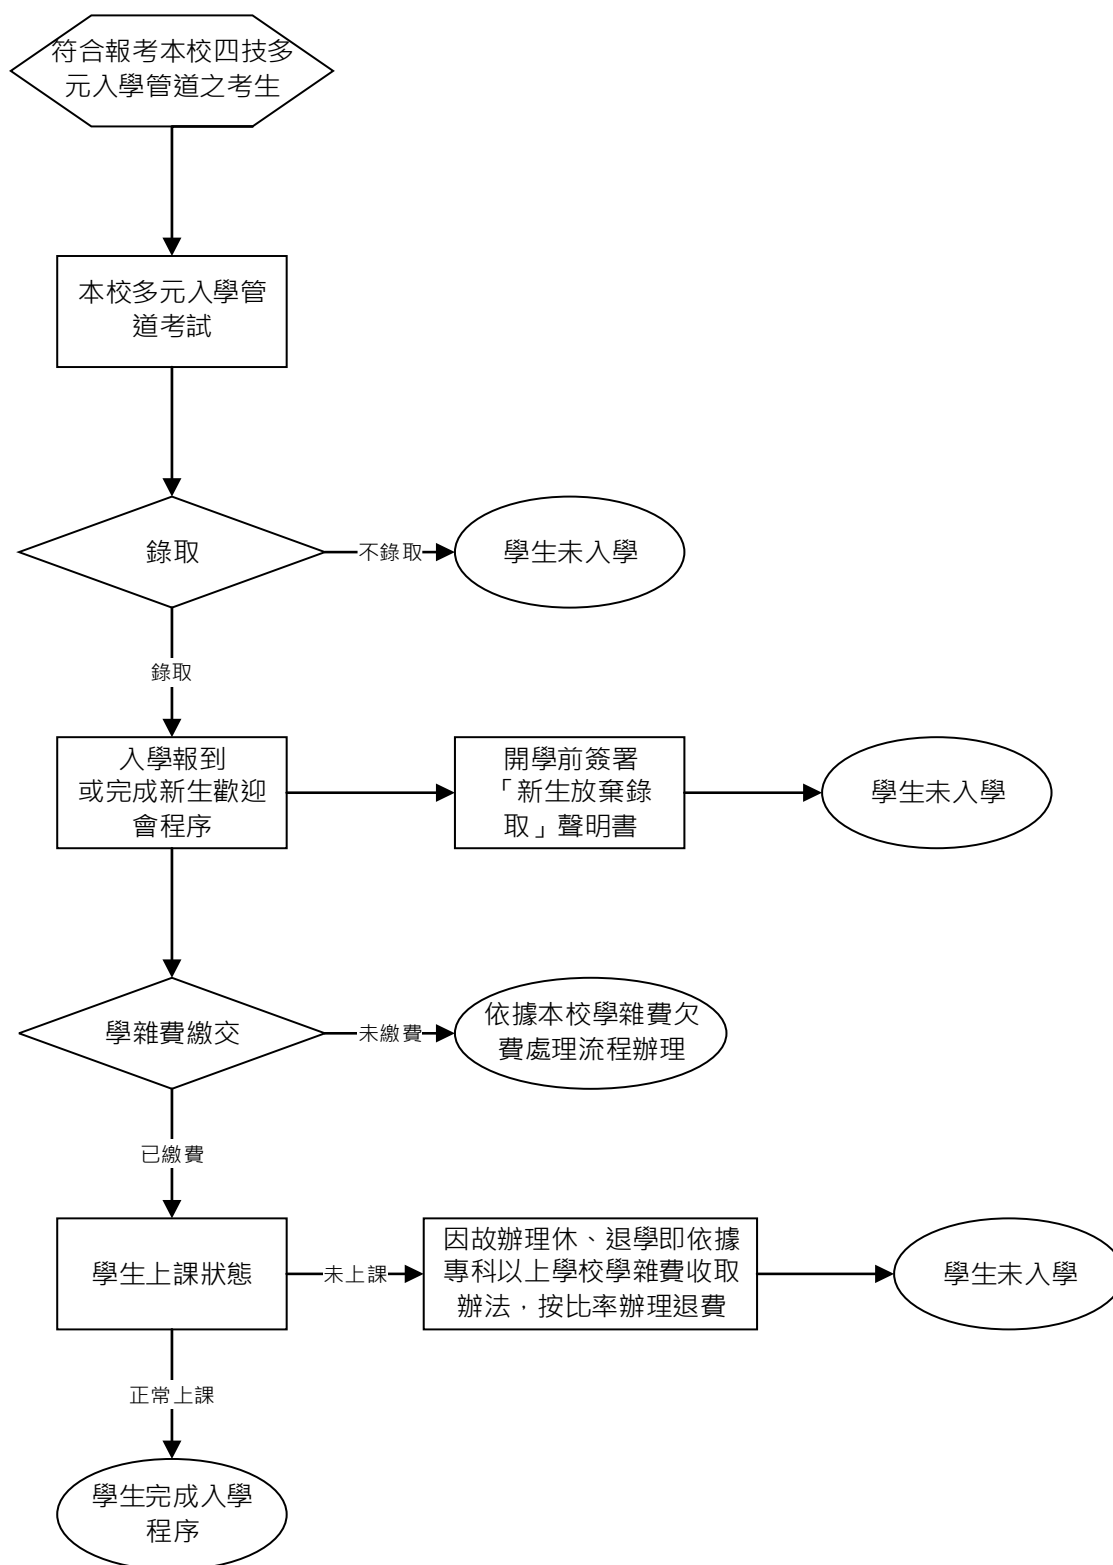 符合報考本校四技多
元入學管道之考生
本校多元入學管
道考試
錄取
不錄取
學生未入學
錄取
入學報到
或完成新生歡迎
會程序
開學前簽署
「新生放棄錄
取」聲明書
學生未入學
學雜費繳交
未繳費
依據本校學雜費欠
費處理流程辦理
已繳費
學生上課狀態
未上課
因故辦理休、退學即依據
專科以上學校學雜費收取
辦法，按比率辦理退費
學生未入學
正常上課
學生完成入學
程序